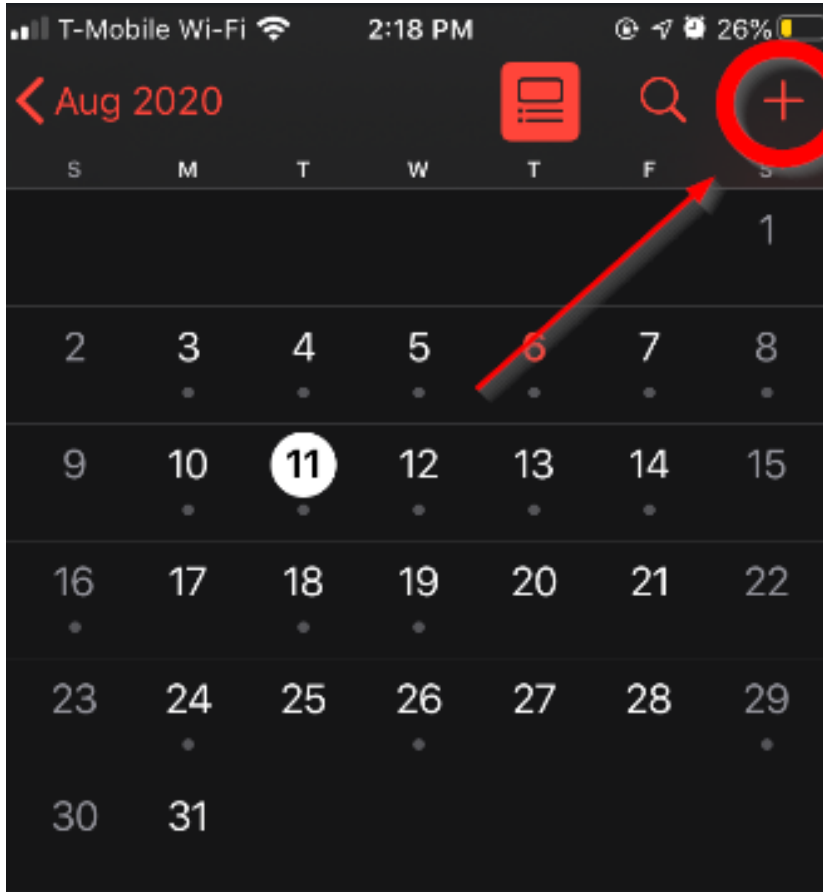 T-Mobile Wi-Fi 2:18 PM 26%
Aug 2020
S M T W T F S
1
2 3 4 5 6 7 8
9 10 11 12 13 14 15
16 17 18 19 20 21 22
23 24 25 26 27 28 29
30 31